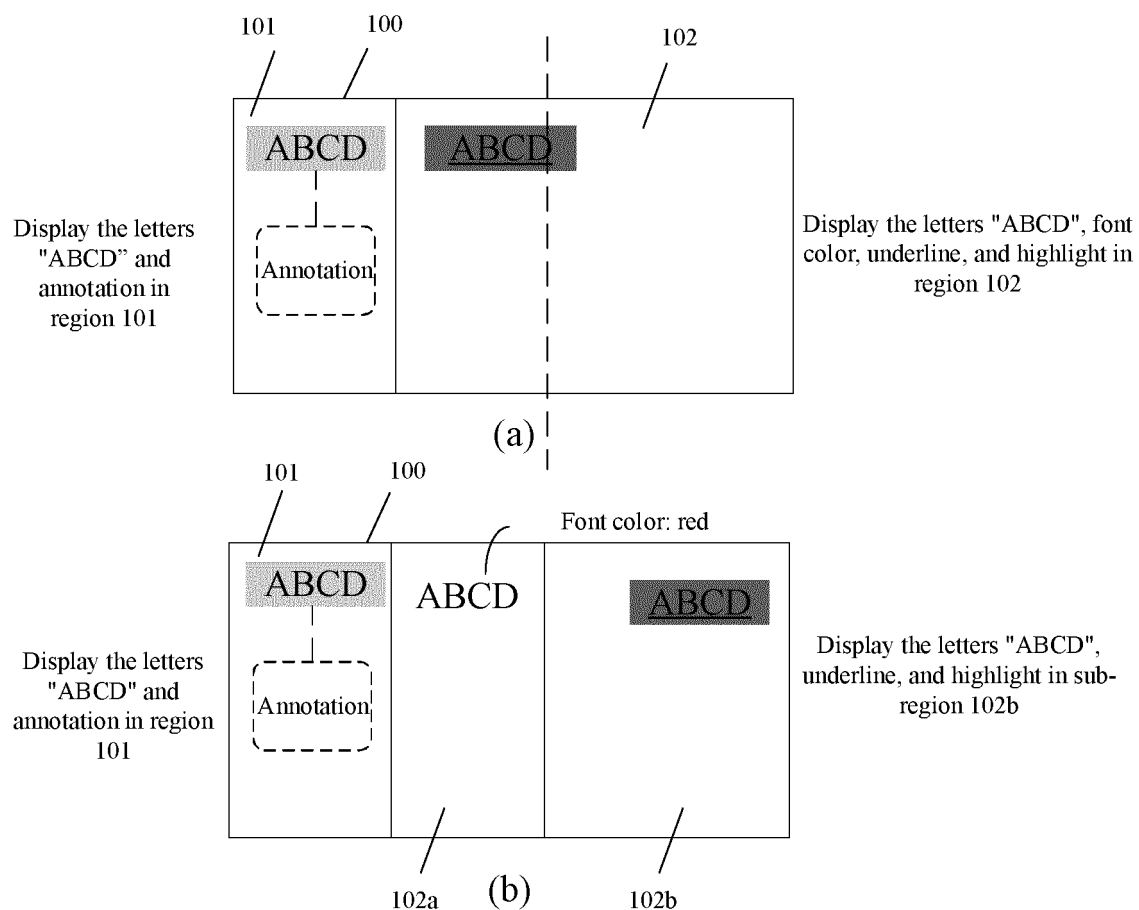 101
100
102
ABCD
ABCD
Display the letters
"ABCD” and
annotation in
region 101
Annotation
Display the letters "ABCD", font
color, underline, and highlight in
region 102
(a)
101
100
Font color: red
ABCD
ABCD
ABCD
Display the letters
"ABCD" and
annotation in region
101
Annotation
Display the letters "ABCD",
underline, and highlight in sub-
region 102b
102a
(b)
102b